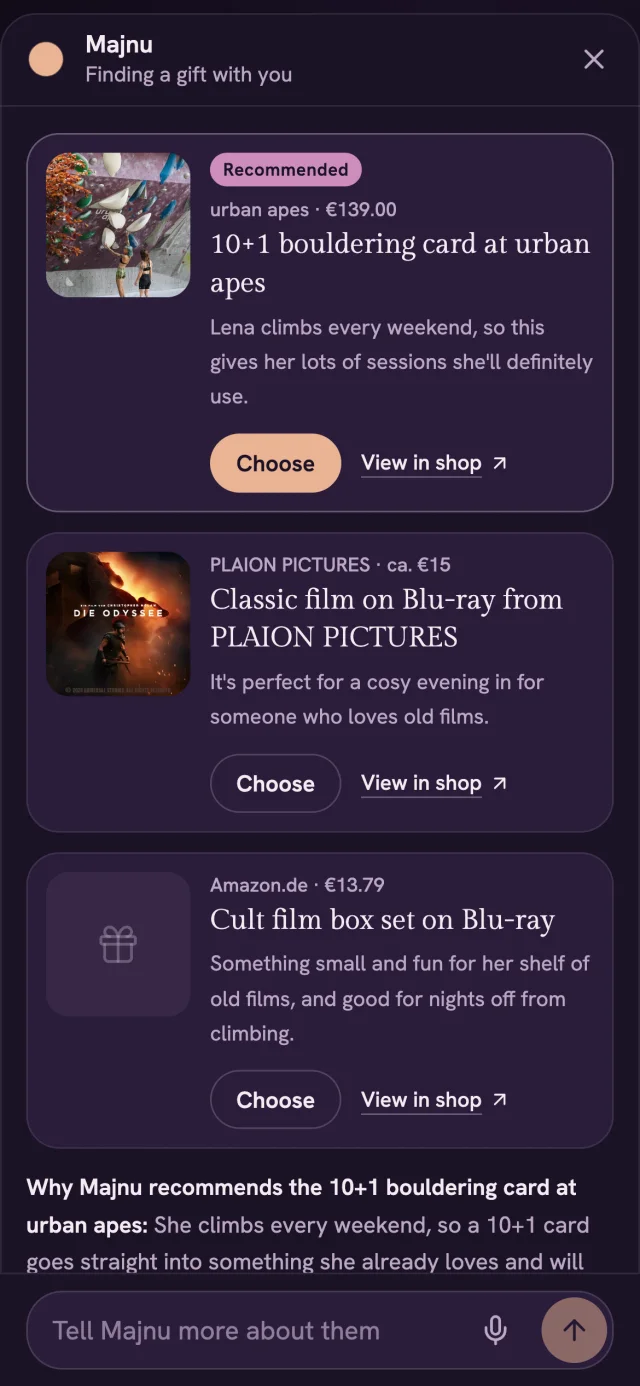 Majnu
Finding a gift with you
Recommended
urban apes · €139.00
10+1 bouldering card at urban
apes
Lena climbs every weekend, so this
gives her lots of sessions she'll definitely
use.
Choose
View in shop ↗
DIE ODYSSEE
PLAION PICTURES · ca. €15
Classic film on Blu-ray from
PLAION PICTURES
It's perfect for a cosy evening in for
someone who loves old films.
Choose
View in shop ↗
Amazon.de · €13.79
Cult film box set on Blu-ray
Something small and fun for her shelf of
old films, and good for nights off from
climbing.
Choose
View in shop ↗
Why Majnu recommends the 10+1 bouldering card at
urban apes: She climbs every weekend, so a 10+1 card
goes straight into something she already loves and will
Tell Majnu more about them